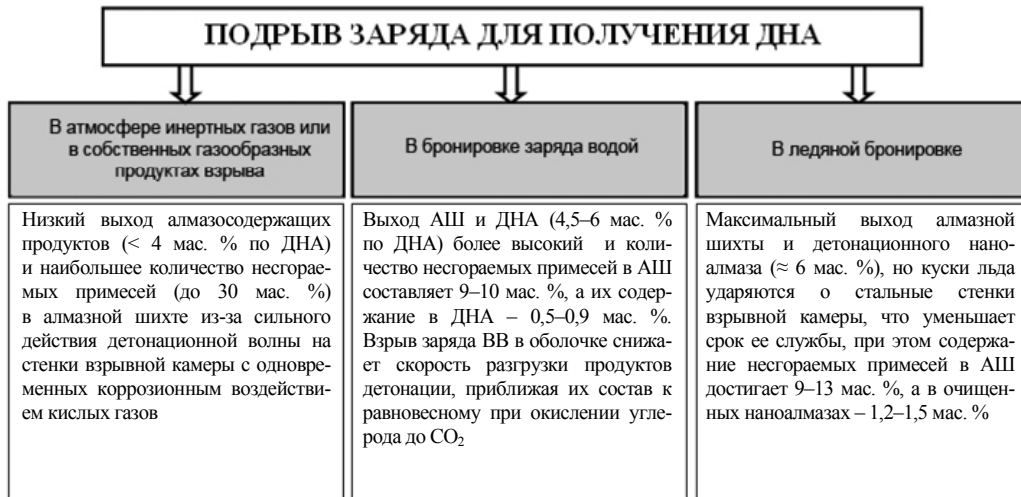 ПОДРЫВ ЗАРЯДА ДЛЯ ПОЛУЧЕНИЯ ДНА
В атмосфере инертных газов или
в собственных газообразных
продуктах взрыва
Низкий выход алмазосодержащих
продуктов (< 4 мас. % по ДНА)
и наибольшее количество несгорае-
мых примесей (до 30 мас. %)
в алмазной шихте из-за сильного
действия детонационной волны на
стенки взрывной камеры с одновре-
менных коррозионным воздействи-
ем кислых газов
В бронировке заряда водой
Выход АШ и ДНА (4,5–6 мас. %
по ДНА) более высокий и коли-
чество несгораемых примесей в АШ
составляет 9–10 мас. %, а их содер-
жание в ДНА – 0,5–0,9 мас. %.
Взрыв заряда ВВ в оболочке снижа-
ет скорость разгрузки продуктов
детонации, приближая их состав к
равновесному при окислении угле-
рода до CO₂
В ледяной бронировке
Максимальный выход алмазной
шихты и детонационного нано-
алмаза (≈ 6 мас. %), но куски льда
ударяются о стальные стенки
взрывной камеры, что уменьшает
срок ее службы, при этом содержа-
ние несгораемых примесей в АШ
достигает 9–13 мас. %, а в очищен-
ных наноалмазах – 1,2–1,5 мас. %